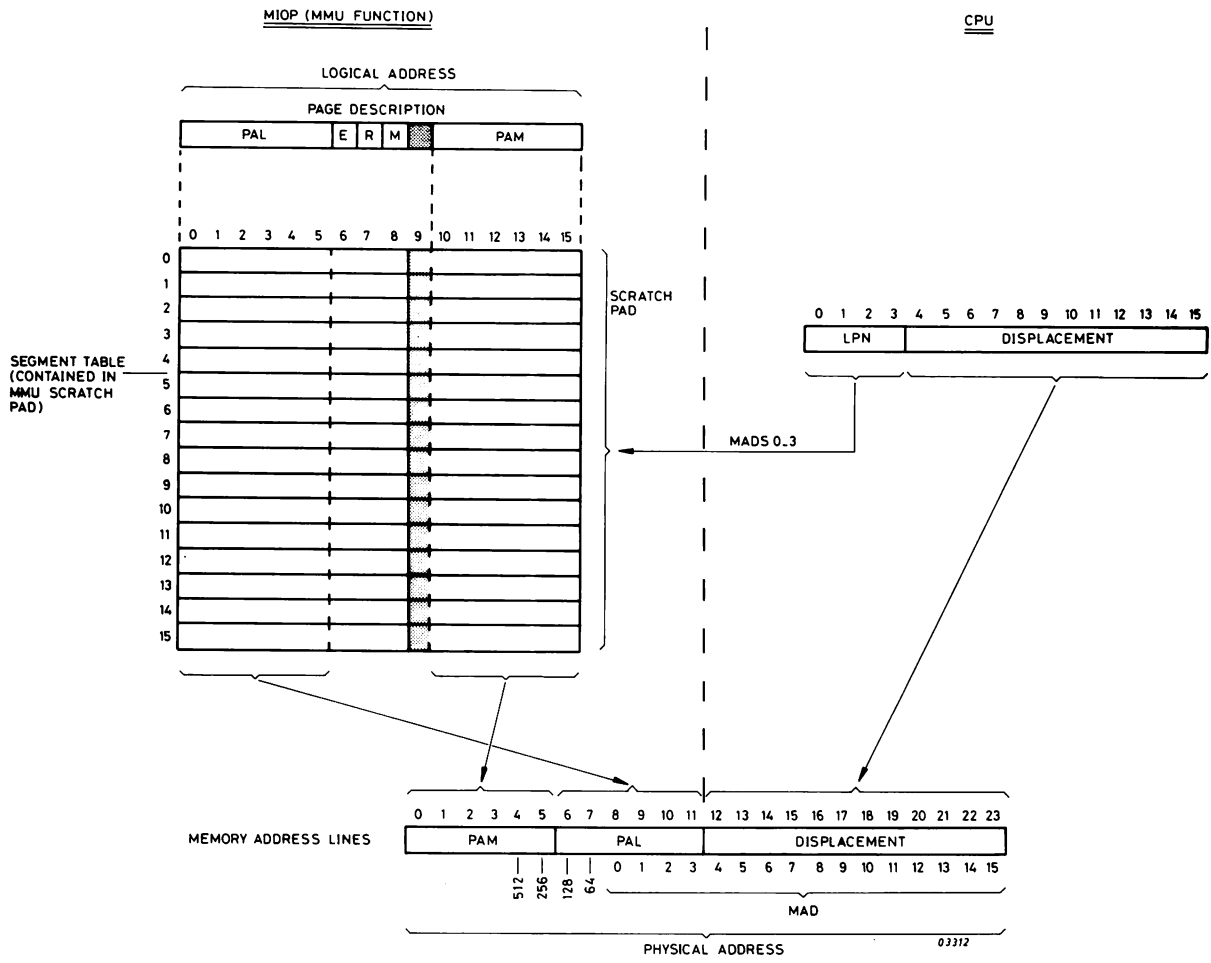 MIOP (MMU FUNCTION)
CPU
LOGICAL ADDRESS
PAGE DESCRIPTION
PAL E R M PAM
0 1 2 3 4 5 6 7 8 9 10 11 12 13 14 15
0
1
2
3
4
5
6
7
8
9
10
11
12
13
14
15
SEGMENT TABLE
(CONTAINED IN
MMU SCRATCH
PAD)
SCRATCH
PAD
0 1 2 3 4 5 6 7 8 9 10 11 12 13 14 15
LPN DISPLACEMENT
MADS 0_3
0 1 2 3 4 5 6 7 8 9 10 11 12 13 14 15 16 17 18 19 20 21 22 23
MEMORY ADDRESS LINES PAM PAL DISPLACEMENT
0 1 2 3 4 5 6 7 8 9 10 11 12 13 14 15
512
256
128
64
MAD
PHYSICAL ADDRESS
03312